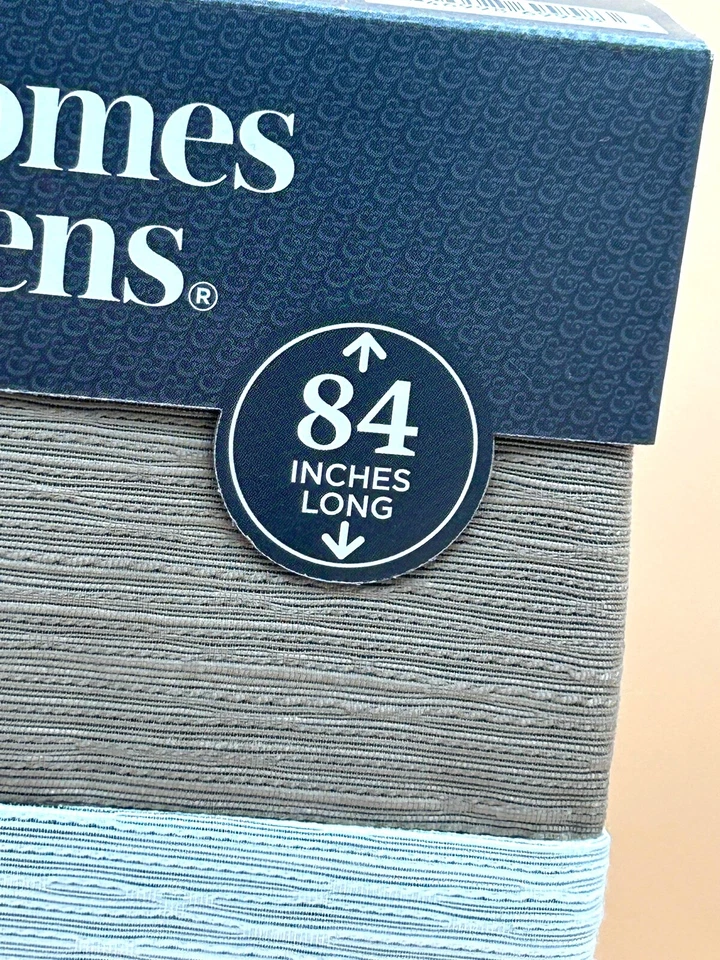 omes
ens®
84
INCHES
LONG